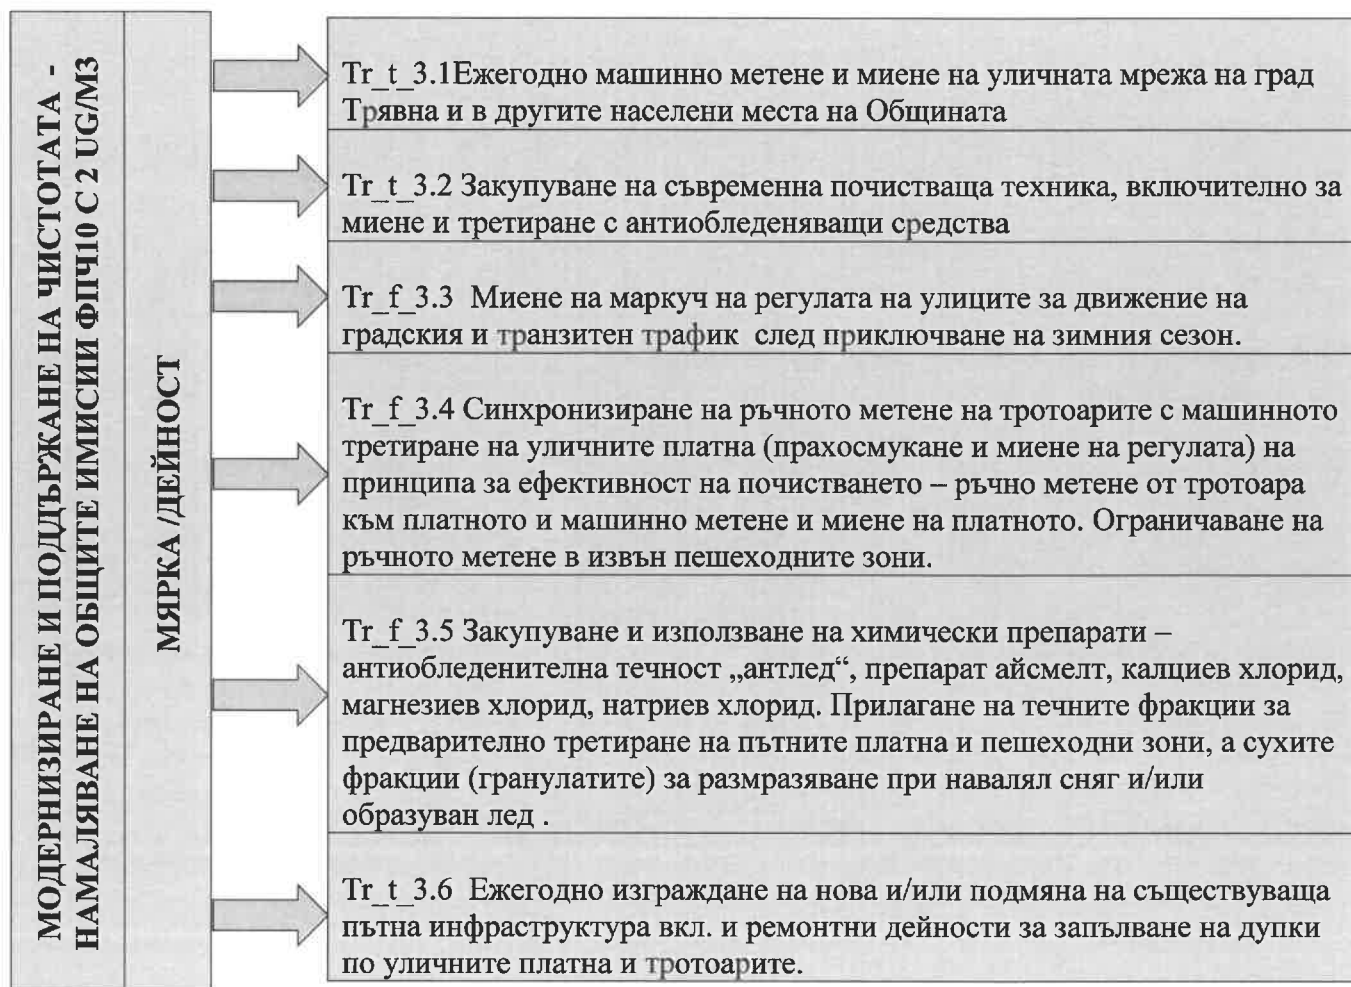 МОДЕРНИЗИРАНЕ И ПОДДЪРЖАНЕ НА ЧИСТОТАТА -
НАМАЛЯВАНЕ НА ОБЩИТЕ ИМИСИИ ФПЧ10 С 2 UG/M3
МЯРКА /ДЕЙНОСТ
Tr_t_3.1Ежегодно машинно метене и миене на уличната мрежа на град
Трявна и в другите населени места на Общината
Tr_t_3.2 Закупуване на съвременна почистваща техника, включително за
миене и третиране с антиобледеняващи средства
Tr_f_3.3 Миене на маркуч на регулата на улиците за движение на
градския и транзитен трафик след приключване на зимния сезон.
Tr_f_3.4 Синхронизиране на ръчното метене на тротоарите с машинното
третиране на уличните платна (прахосмукане и миене на регулата) на
принципа за ефективност на почистването – ръчно метене от тротоара
към платното и машинно метене и миене на платното. Ограничаване на
ръчното метене в извън пешеходните зони.
Tr_f_3.5 Закупуване и използване на химически препарати –
антиобледенителна течност „антлед“, препарат айсмелт, калциев хлорид,
магнезиев хлорид, натриев хлорид. Прилагане на течните фракции за
предварително третиране на пътните платна и пешеходни зони, а сухите
фракции (гранулатите) за размразяване при навалял сняг и/или
образуван лед .
Tr_t_3.6 Ежегодно изграждане на нова и/или подмяна на съществуваща
пътна инфраструктура вкл. и ремонтни дейности за запълване на дупки
по уличните платна и тротоарите.